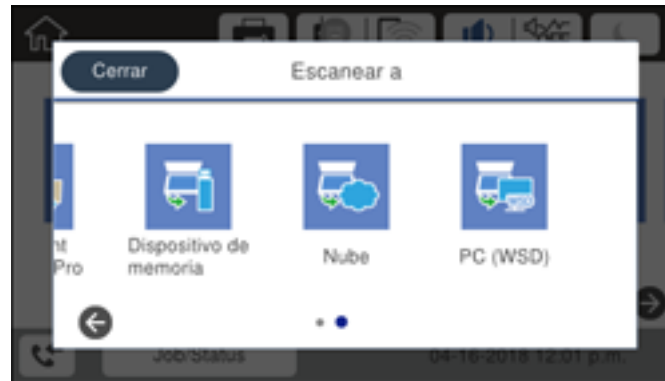 Cerrar
Escanear a
nt
Pro
Dispositivo de
memoria
Nube
PC (WSD)
Job/Status
04-16-2018 12:01 p.m.